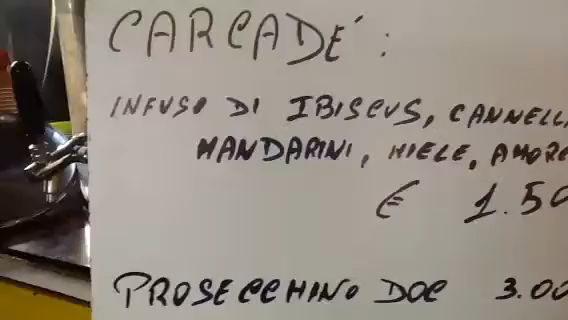 CARCADÉ:
INFUSO DI IBISCUS, CANNELL
MANDARINI, MIELE, AMORE
€ 1.50
PROSECCHINO DOC 3.00